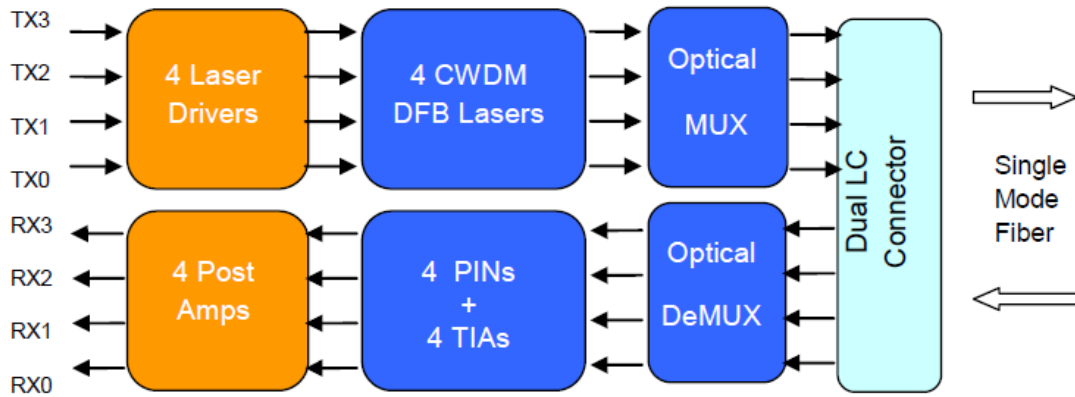 TX3
TX2
TX1
TX0
4 Laser
Drivers
4 CWDM
DFB Lasers
Optical
MUX
RX3
RX2
RX1
RX0
4 Post
Amps
4 PINs
+
4 TIAs
Optical
DeMUX
Dual LC
Connector
Single
Mode
Fiber